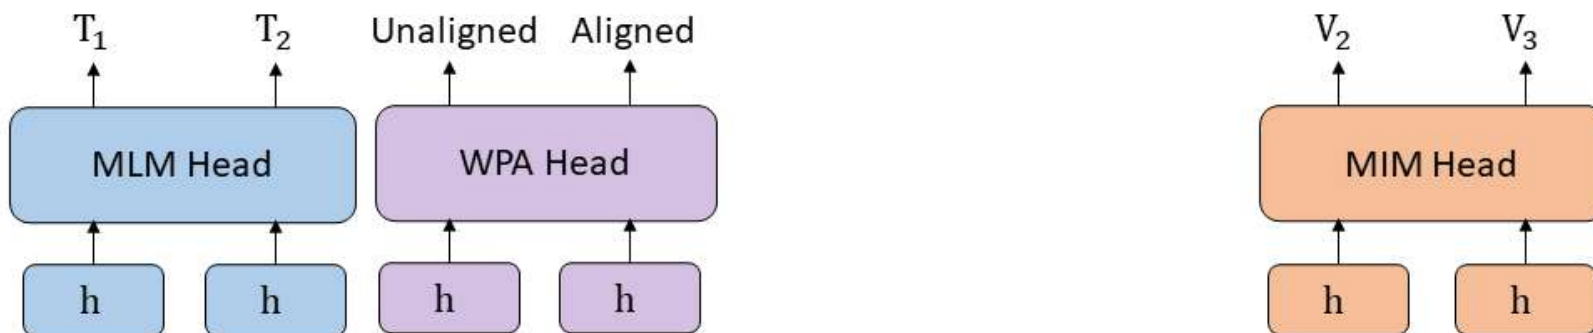 T₁ T₂ Unaligned Aligned V₂ V₃
MLM Head WPA Head MIM Head
h h h h h h